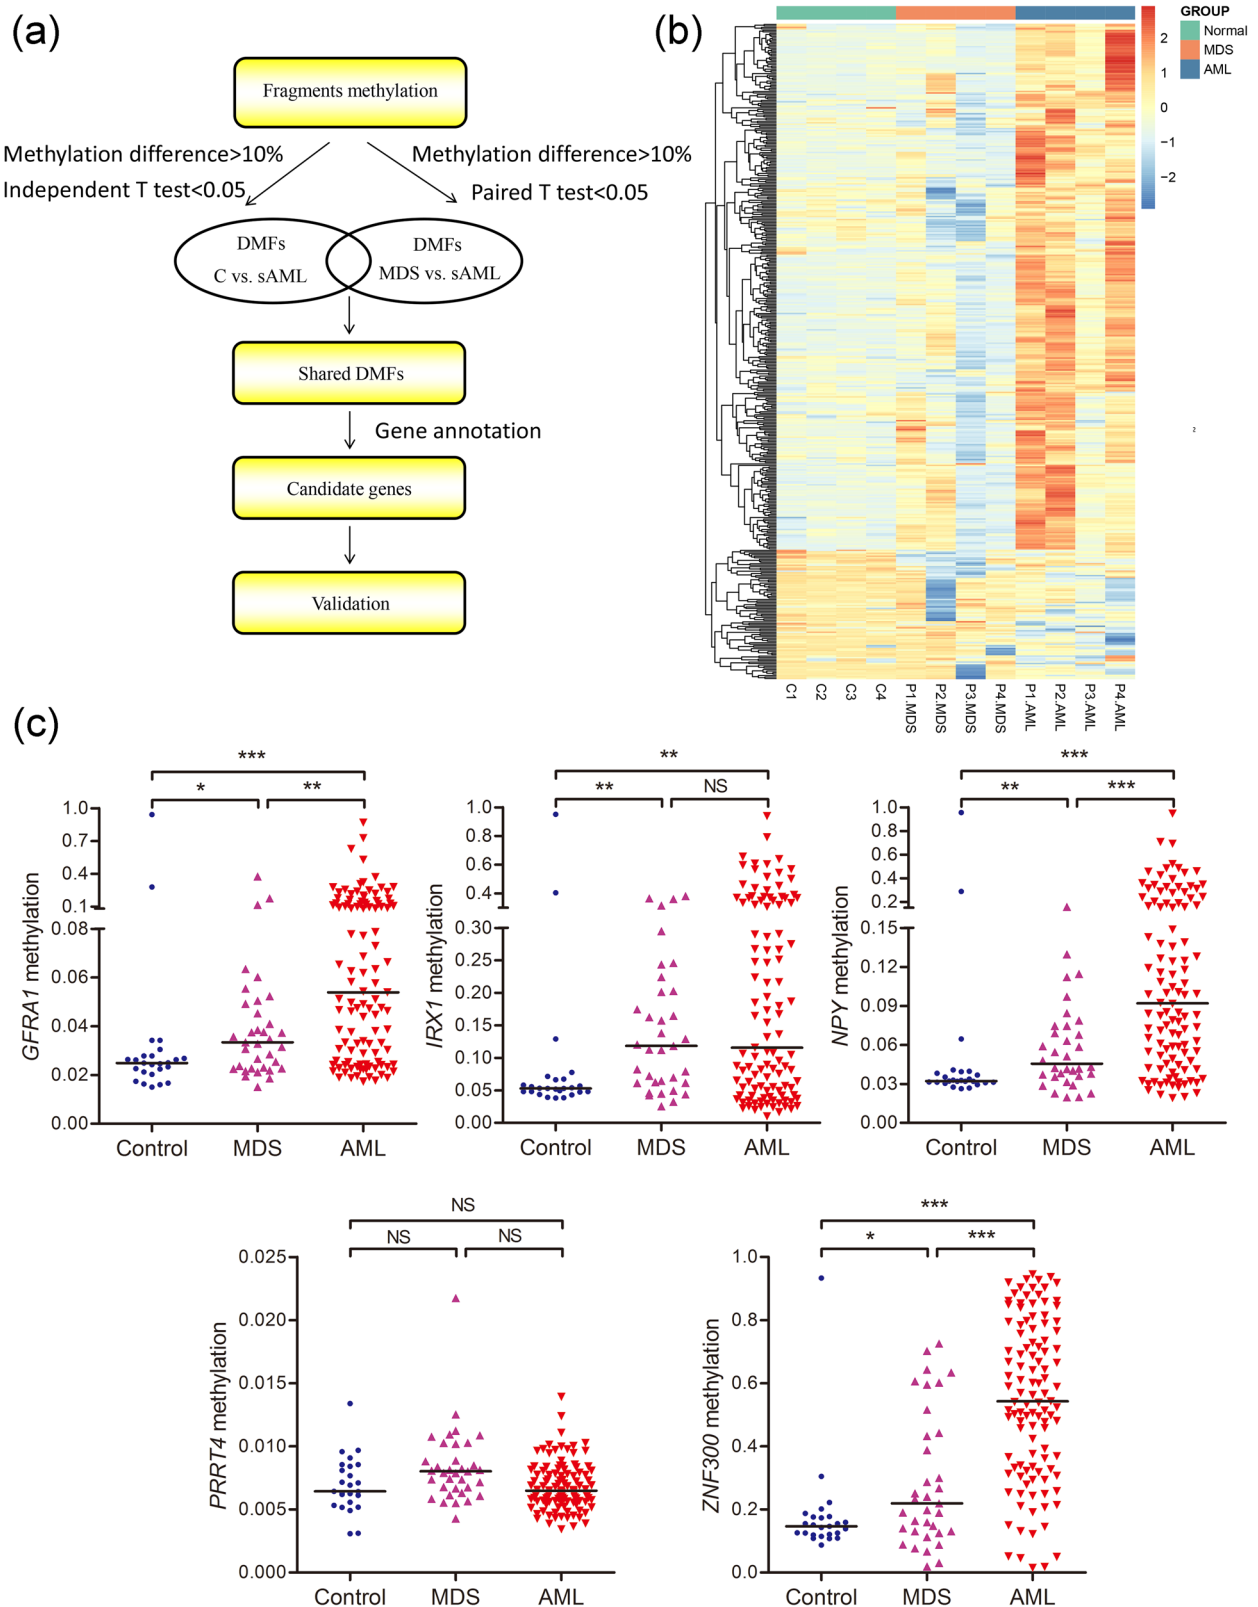 (a)
Fragments methylation
Methylation difference>10%
Independent T test<0.05
Methylation difference>10%
Paired T test<0.05
DMFs
C vs. sAML
DMFs
MDS vs. sAML
Shared DMFs
Gene annotation
Candidate genes
Validation
(b)
GROUP
Normal
MDS
AML
2
1
0
−1
−2
2
C1
C2
C3
C4
P1.MDS
P2.MDS
P3.MDS
P4.MDS
P1.AML
P2.AML
P3.AML
P4.AML
(c)
***
*
**
GFRA1 methylation
1.0
0.7
0.4
0.1
0.08
0.06
0.04
0.02
0.00
Control
MDS
AML
**
**
NS
IRX1 methylation
1.0
0.8
0.6
0.4
0.30
0.25
0.20
0.15
0.10
0.05
0.00
Control
MDS
AML
***
**
***
NPY methylation
1.0
0.8
0.6
0.4
0.2
0.15
0.12
0.09
0.06
0.03
0.00
Control
MDS
AML
NS
NS
NS
PRRT4 methylation
0.025
0.020
0.015
0.010
0.005
0.000
Control
MDS
AML
***
*
***
ZNF300 methylation
1.0
0.8
0.6
0.4
0.2
0.0
Control
MDS
AML